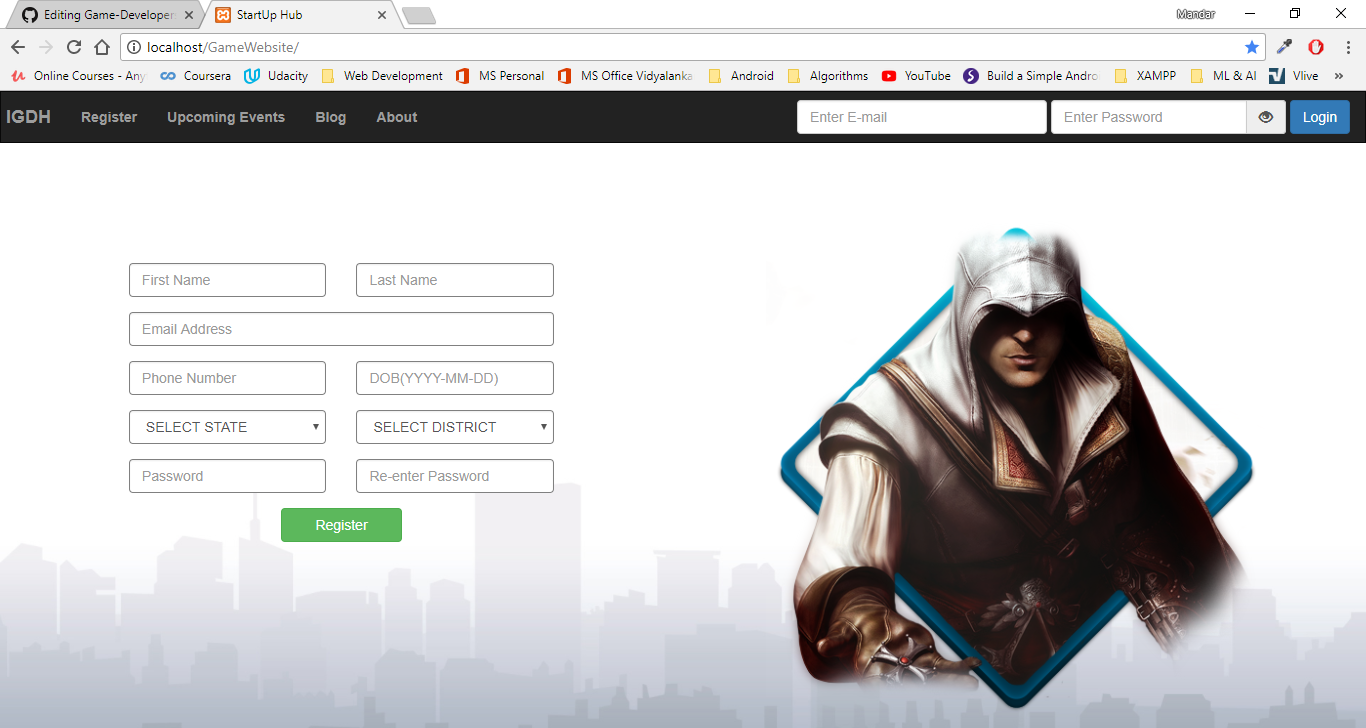 Editing Game-Developer
StartUp Hub
Mandar
localhost/GameWebsite/
Online Courses - Any
Coursera
Udacity
Web Development
MS Personal
MS Office Vidyalanka
Android
Algorithms
YouTube
Build a Simple Andro
XAMPP
ML & AI
Vlive
»
IGDH
Register
Upcoming Events
Blog
About
Enter E-mail
Enter Password
Login
First Name
Last Name
Email Address
Phone Number
DOB(YYYY-MM-DD)
SELECT STATE
SELECT DISTRICT
Password
Re-enter Password
Register